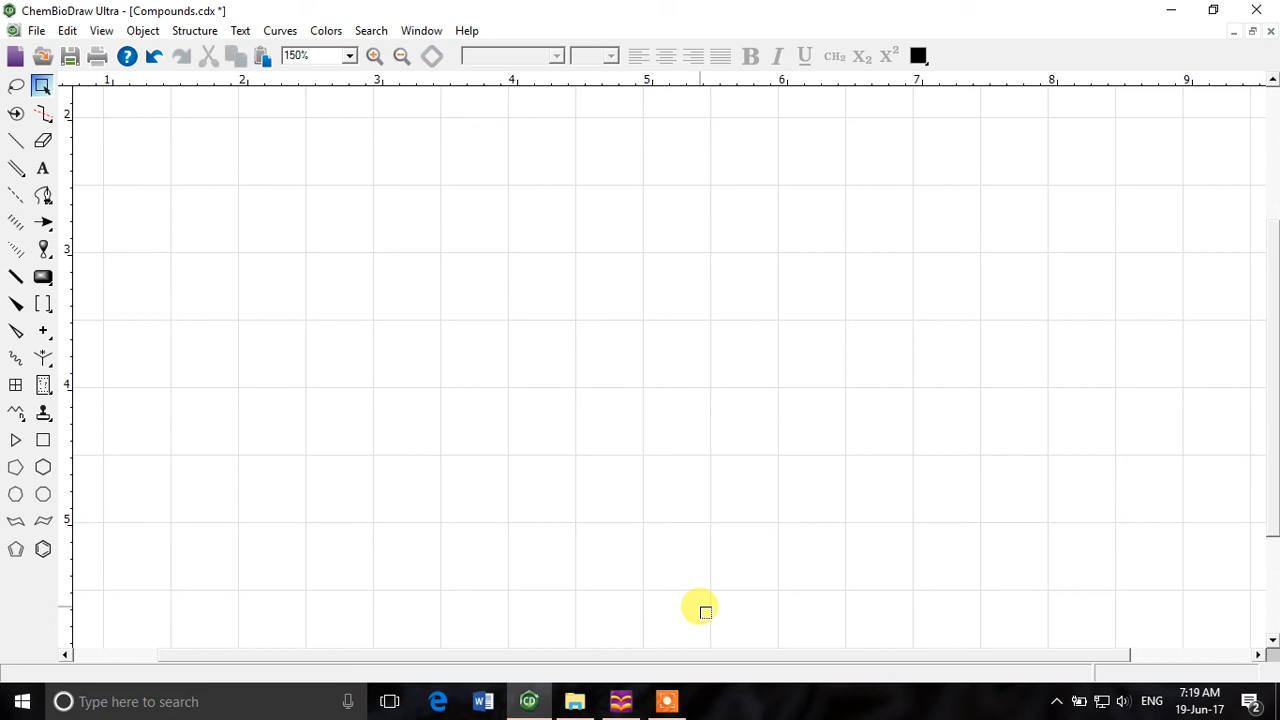 ChemBioDraw Ultra - [Compounds.cdx *]
File Edit View Object Structure Text Curves Colors Search Window Help
150% B I U CH2 X2 X2
A
1 2 3 4 5 6 7 8 9
2
3
4
5
Type here to search
ENG
7:19 AM
19-Jun-17
2